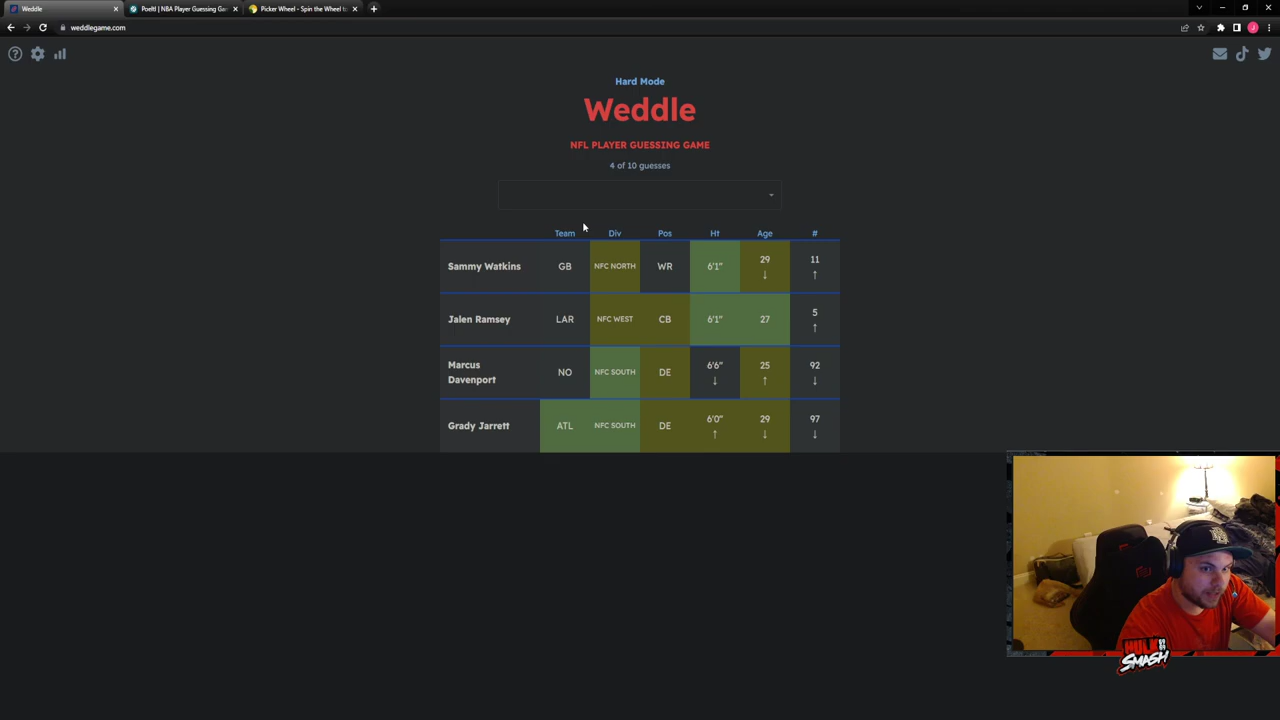 Weddle
Poeltl | NBA Player Guessing Ga
Picker Wheel - Spin the Wheel t
weddlegame.com
Hard Mode
Weddle
NFL PLAYER GUESSING GAME
4 of 10 guesses
Team Div Pos Ht Age #
Sammy Watkins GB NFC NORTH WR 6'1" 29 ↓ 11 ↑
Jalen Ramsey LAR NFC WEST CB 6'1" 27 5 ↑
Marcus Davenport NO NFC SOUTH DE 6'6" ↓ 25 ↑ 92 ↓
Grady Jarrett ATL NFC SOUTH DE 6'0" ↑ 29 ↓ 97 ↓
HULK
SMASH